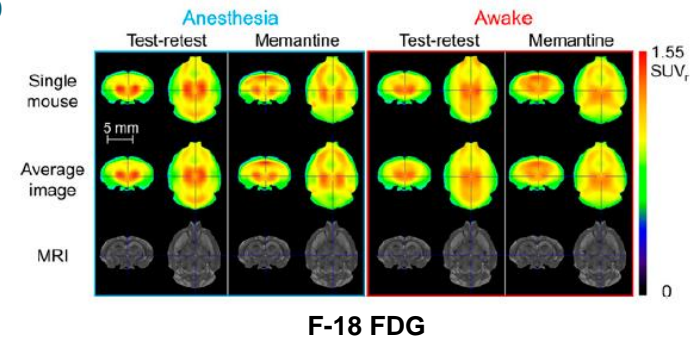 )
Anesthesia Awake
Test-retest Memantine Test-retest Memantine
1.55
SUVr
Single
mouse
5 mm
Average
image
MRI
0
F-18 FDG